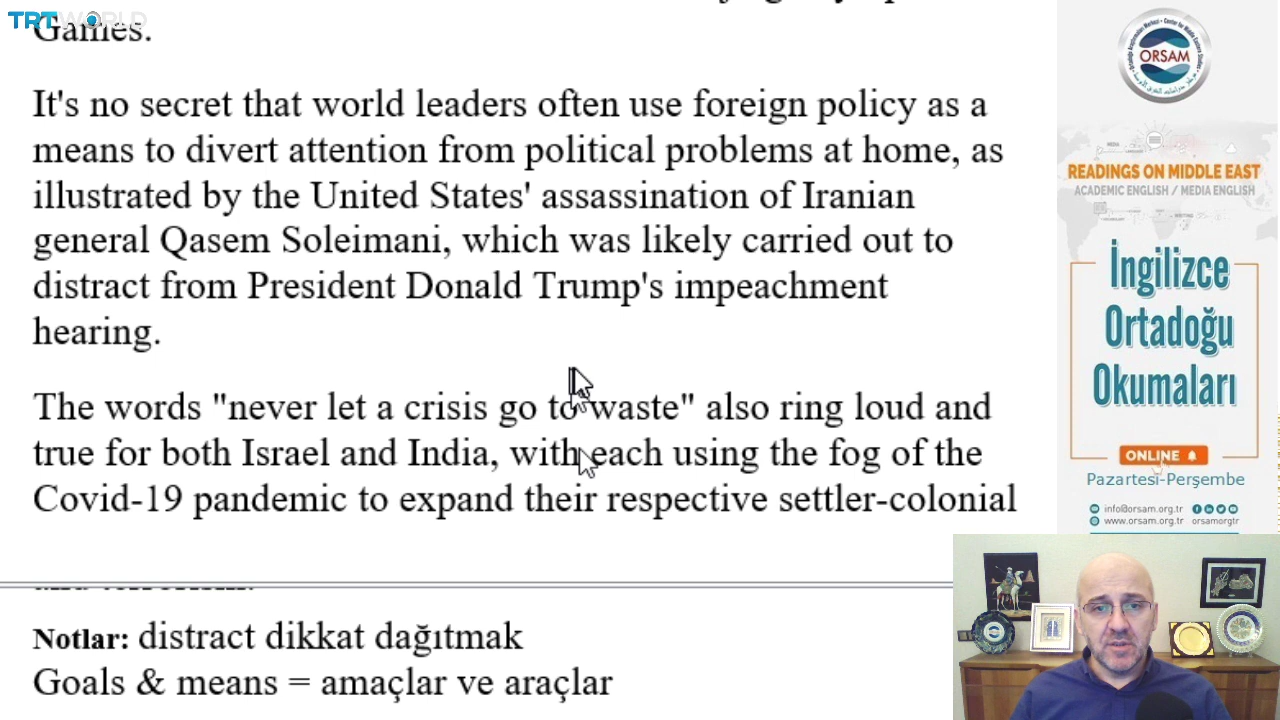 TRT WORLD
Games.
It's no secret that world leaders often use foreign policy as a
means to divert attention from political problems at home, as
illustrated by the United States' assassination of Iranian
general Qasem Soleimani, which was likely carried out to
distract from President Donald Trump's impeachment
hearing.
The words "never let a crisis go to waste" also ring loud and
true for both Israel and India, with each using the fog of the
Covid-19 pandemic to expand their respective settler-colonial
Notlar: distract dikkat dağıtmak
Goals & means = amaçlar ve araçlar
ORSAM
READINGS ON MIDDLE EAST
ACADEMIC ENGLISH / MEDIA ENGLISH
İngilizce
Ortadoğu
Okumaları
ONLINE
Pazartesi-Perşembe
info@orsam.org.tr
www.orsam.org.tr orsamorgtr